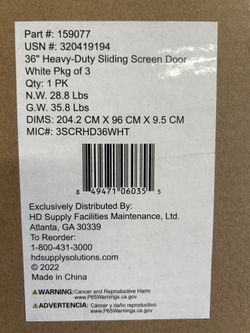 Part #: 159077
USN #: 320419194
36" Heavy-Duty Sliding Screen Door
White Pkg of 3
Qty: 1 PK
N.W. 28.8 Lbs
G.W. 35.8 Lbs
DIMS: 204.2 CM X 96 CM X 9.5 CM
MIC#: 3SCRHD36WHT
8 49471 06035 5
Exclusively Distributed By:
HD Supply Facilities Maintenance, Ltd.
Atlanta, GA 30339
To Reorder:
1-800-431-3000
hdsupplysolutions.com
© 2022
Made in China
⚠WARNING: Cancer and Reproductive Harm
www.P65Warnings.ca.gov
⚠ADVERTENCIA: Cáncer y daño reproductivo
www.P65Warnings.ca.gov